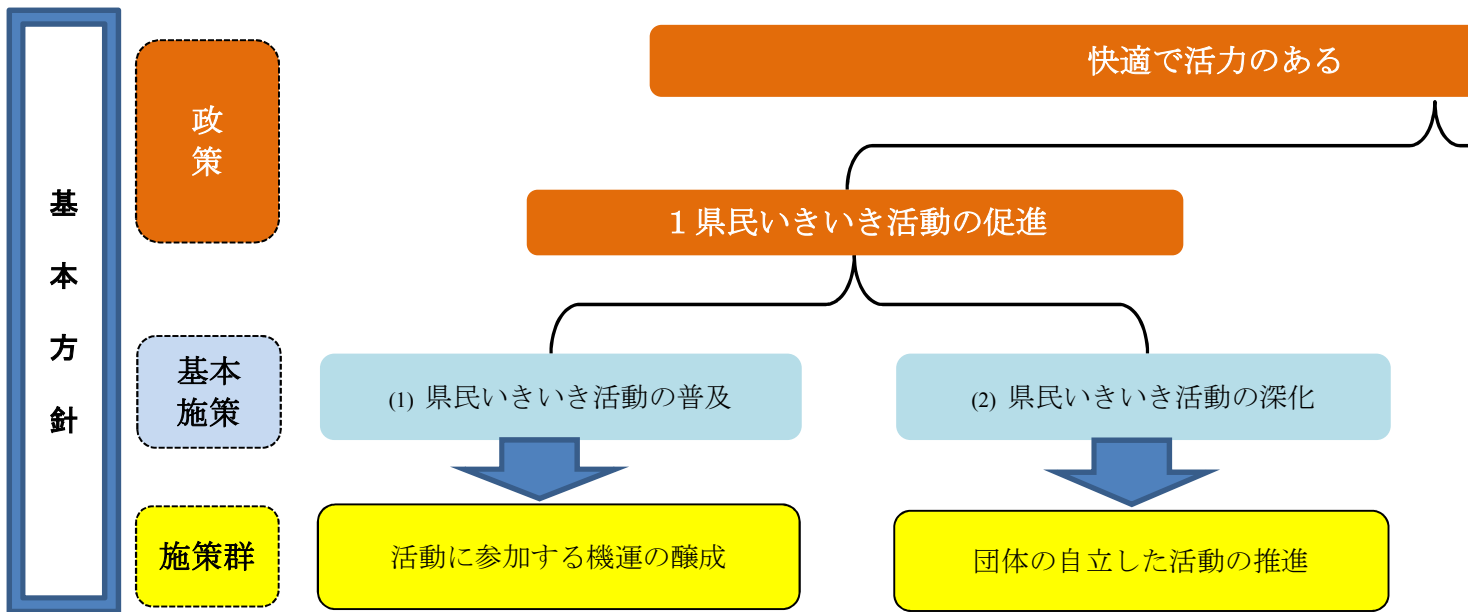 基本方針
政策
快適で活力のある
１県民いきいき活動の促進
基本
施策
(1) 県民いきいき活動の普及
(2) 県民いきいき活動の深化
施策群
活動に参加する機運の醸成
団体の自立した活動の推進